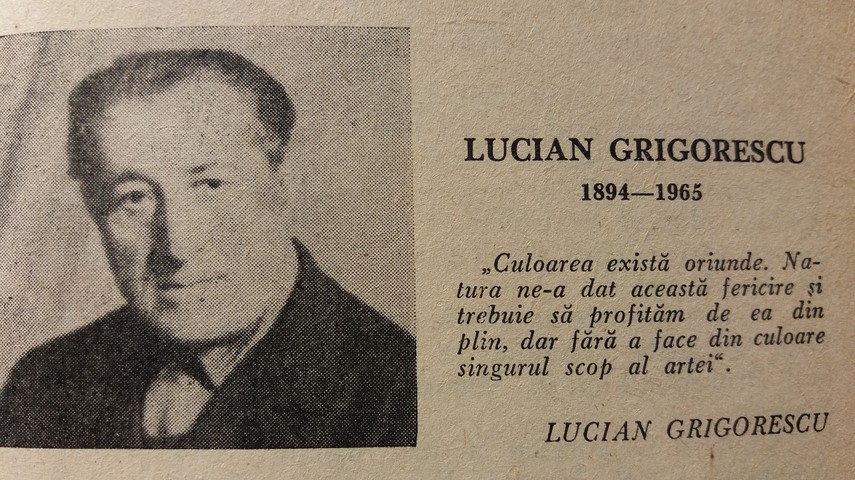 LUCIAN GRIGORESCU
1894—1965
„Culoarea există oriunde. Na-
tura ne-a dat această fericire și
trebuie să profităm de ea din
plin, dar fără a face din culoare
singurul scop al artei“.
LUCIAN GRIGORESCU